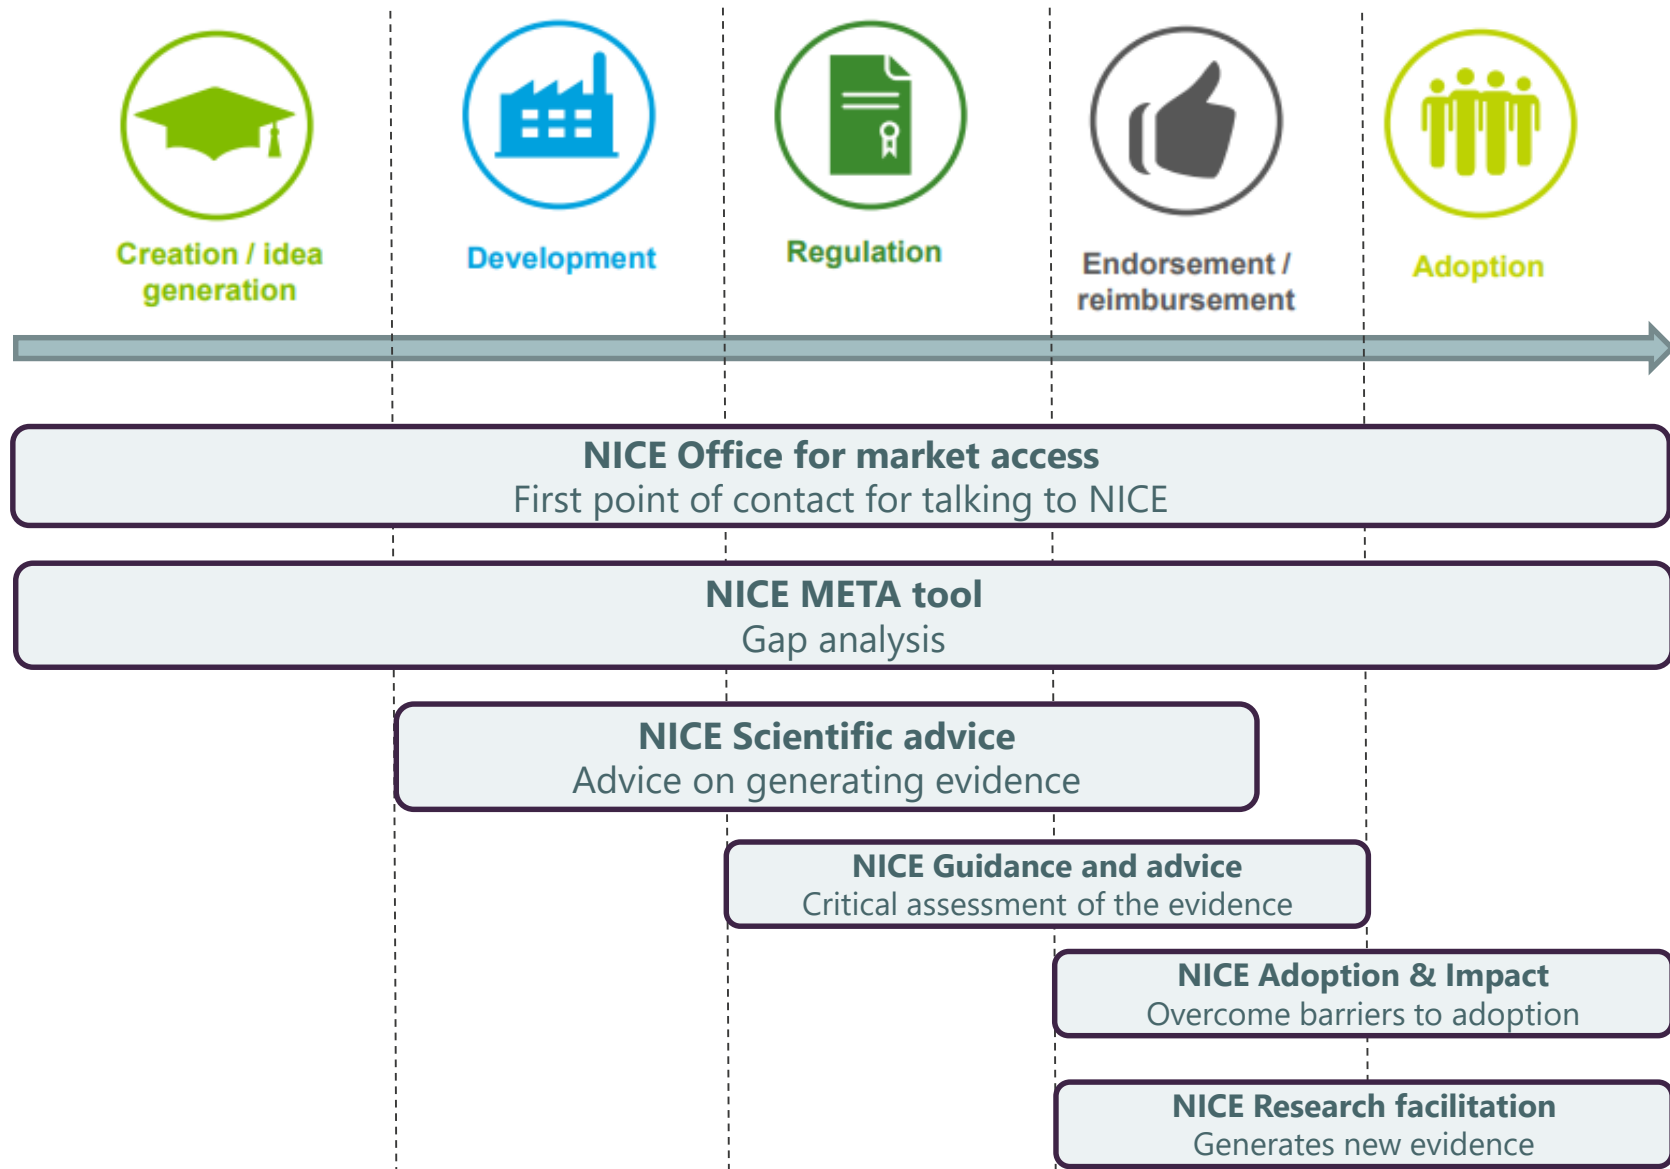 Creation / idea
generation
Development
Regulation
Endorsement /
reimbursement
Adoption
NICE Office for market access
First point of contact for talking to NICE
NICE META tool
Gap analysis
NICE Scientific advice
Advice on generating evidence
NICE Guidance and advice
Critical assessment of the evidence
NICE Adoption & Impact
Overcome barriers to adoption
NICE Research facilitation
Generates new evidence